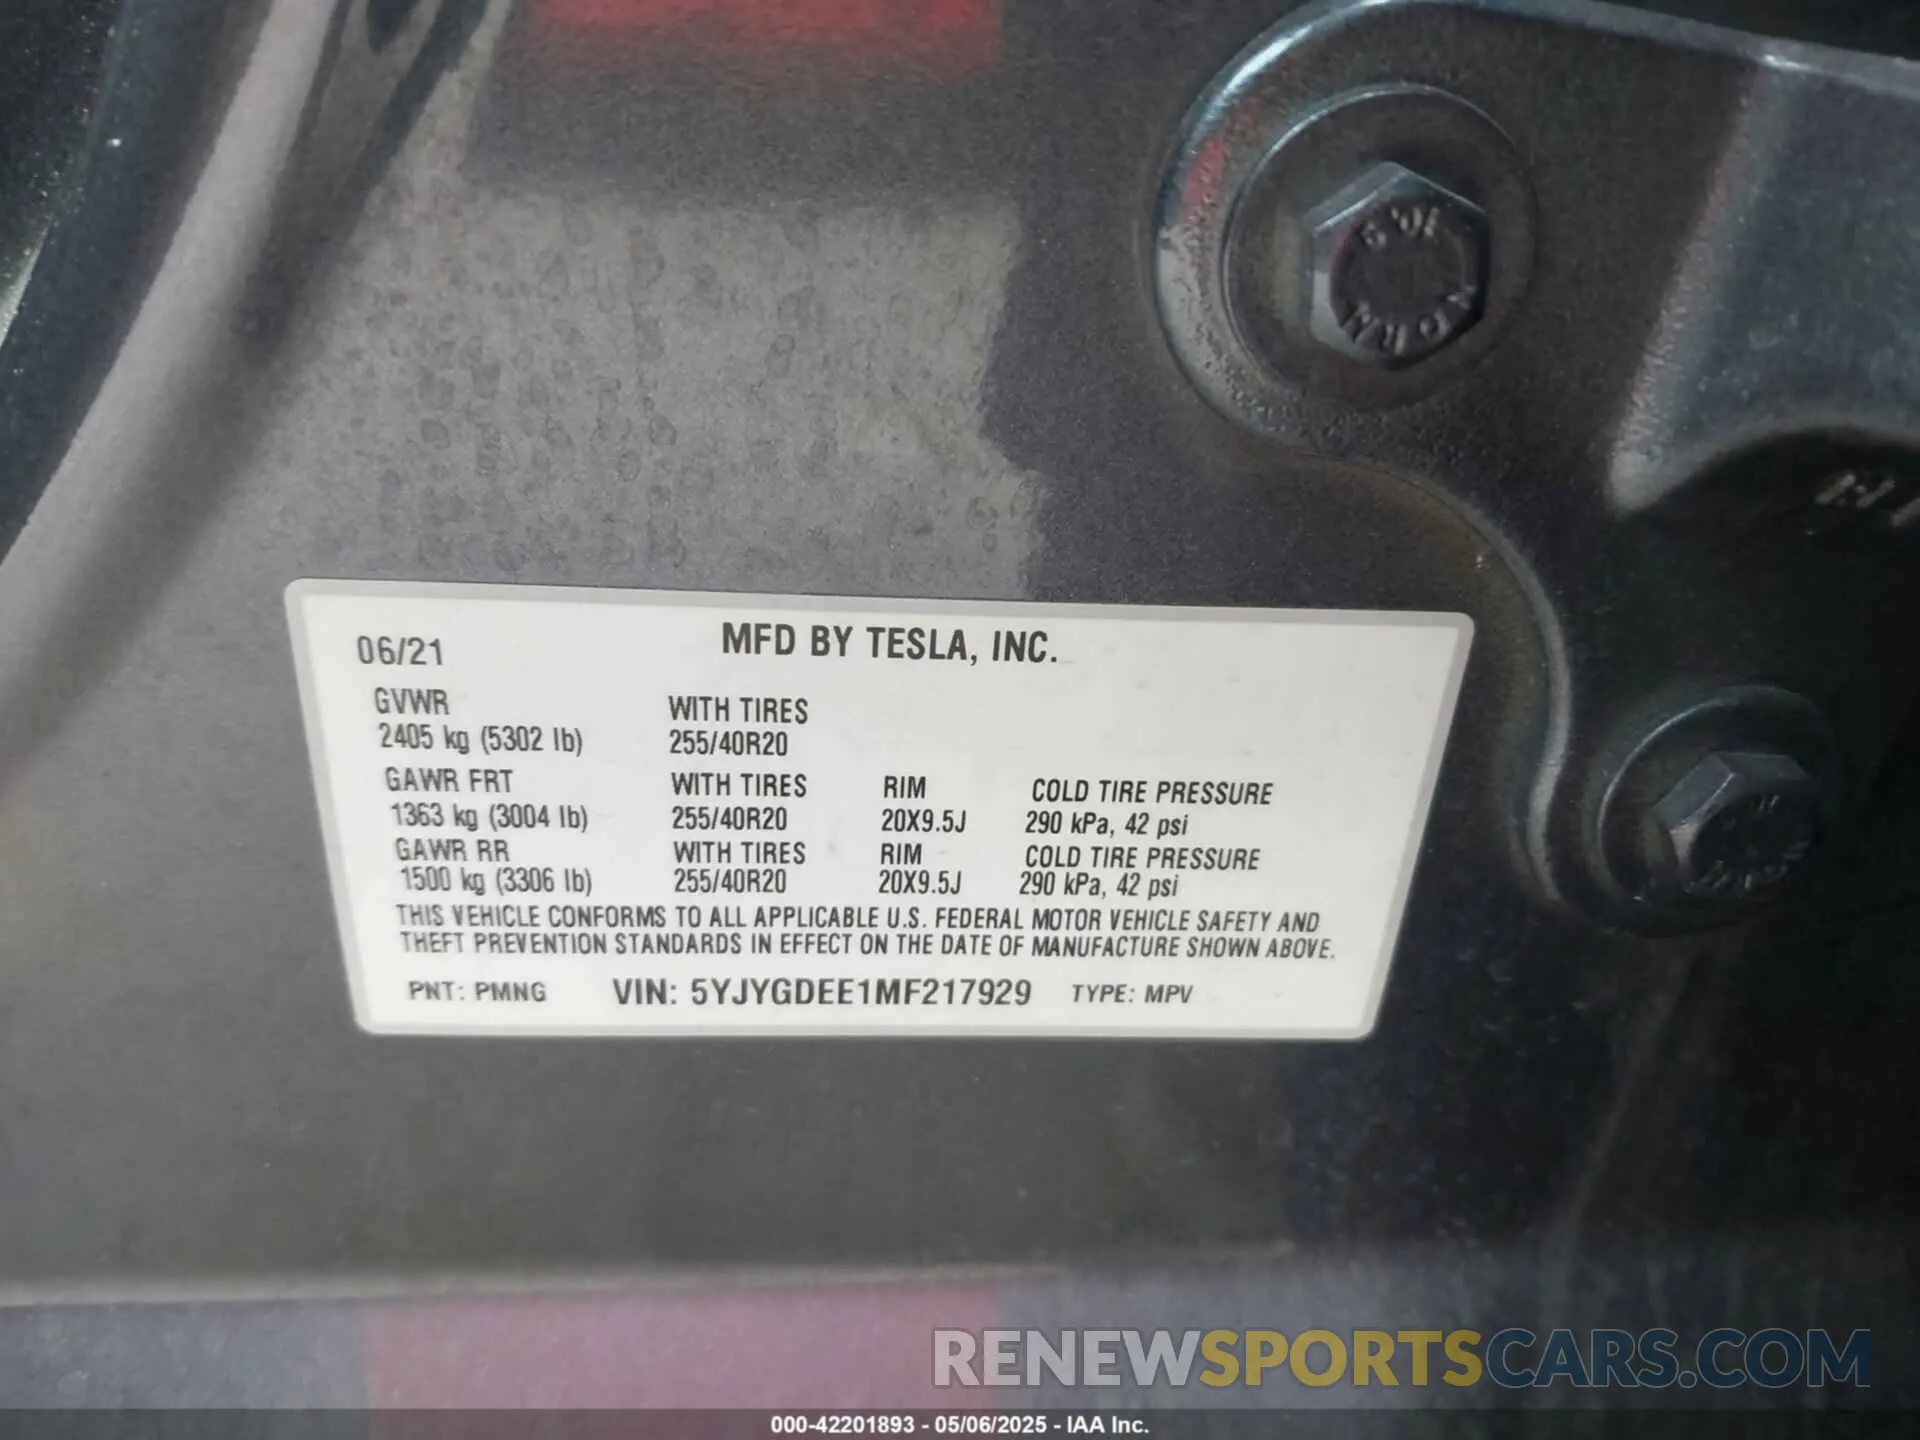 10.9
MFD BY TESLA, INC.
06/21
GVWR WITH TIRES
2405 kg (5302 lb) 255/40R20
GAWR FRT WITH TIRES RIM COLD TIRE PRESSURE
1363 kg (3004 lb) 255/40R20 20X9.5J 290 kPa, 42 psi
GAWR RR WITH TIRES RIM COLD TIRE PRESSURE
1500 kg (3306 lb) 255/40R20 20X9.5J 290 kPa, 42 psi
THIS VEHICLE CONFORMS TO ALL APPLICABLE U.S. FEDERAL MOTOR VEHICLE SAFETY AND
THEFT PREVENTION STANDARDS IN EFFECT ON THE DATE OF MANUFACTURE SHOWN ABOVE.
PNT: PMNG VIN: 5YJYGDEE1MF217929 TYPE: MPV
RENEWSPORTSCARS.COM
000-42201893 - 05/06/2025 - IAA Inc.